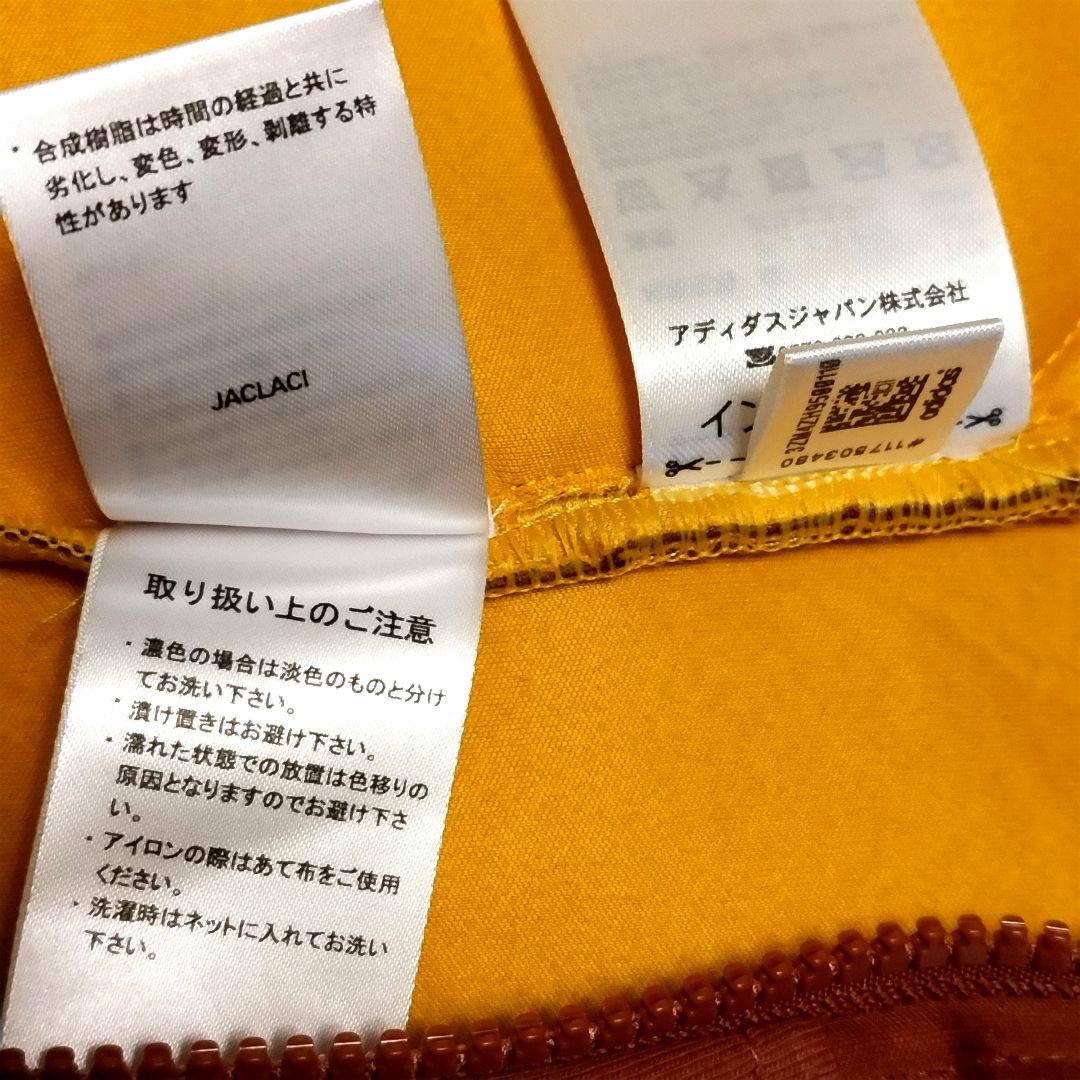 ・合成樹脂は時間の経過と共に
劣化し、変色、変形、剥離する特
性があります
JACLACI
取り扱い上のご注意
・濃色の場合は淡色のものと分け
てお洗い下さい。
・漬け置きはお避け下さい。
・濡れた状態での放置は色移りの
原因となりますのでお避け下さ
い。
・アイロンの際はあて布をご使用
ください。
・洗濯時はネットに入れてお洗い
下さい。
アディダスジャパン株式会社
adidas
#117503480